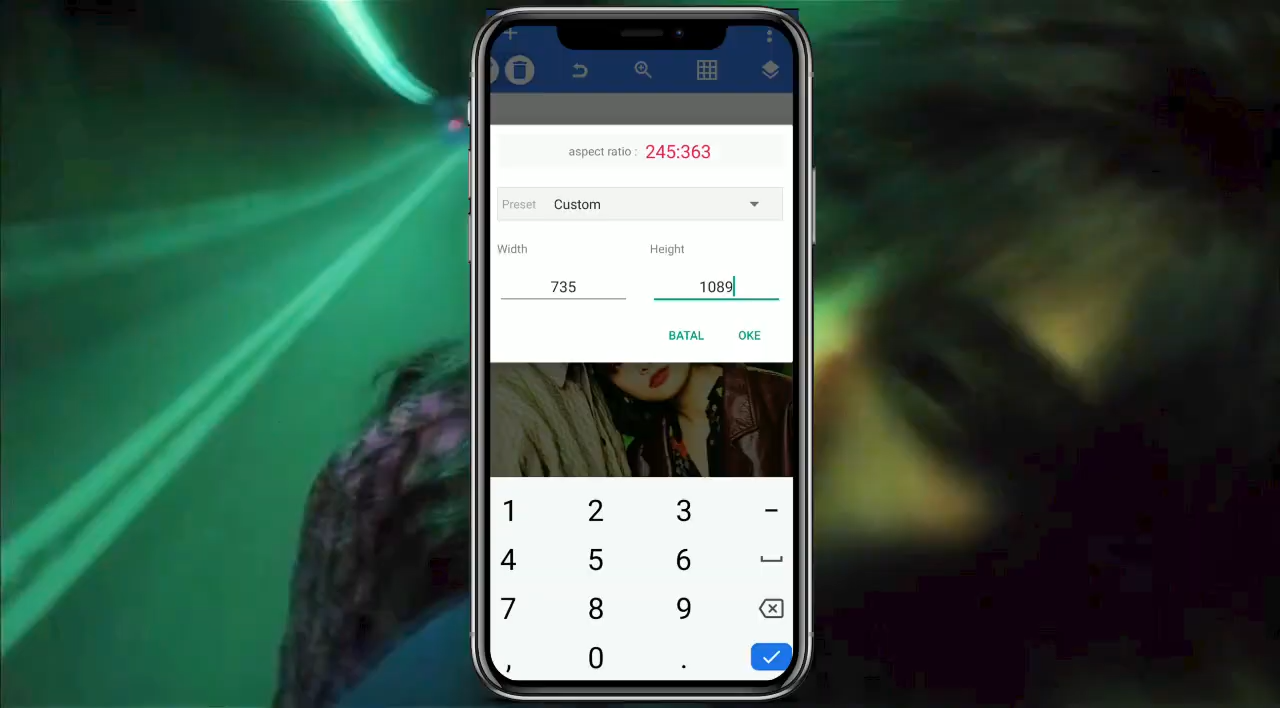 aspect ratio : 245:363
Preset Custom
Width Height
735 1089
BATAL OKE
1 2 3 −
4 5 6
7 8 9
, 0 .